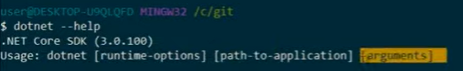 user@DESKTOP-U9QLQFD MINGW32 /c/git
$ dotnet --help
.NET Core SDK (3.0.100)
Usage: dotnet [runtime-options] [path-to-application] [arguments]